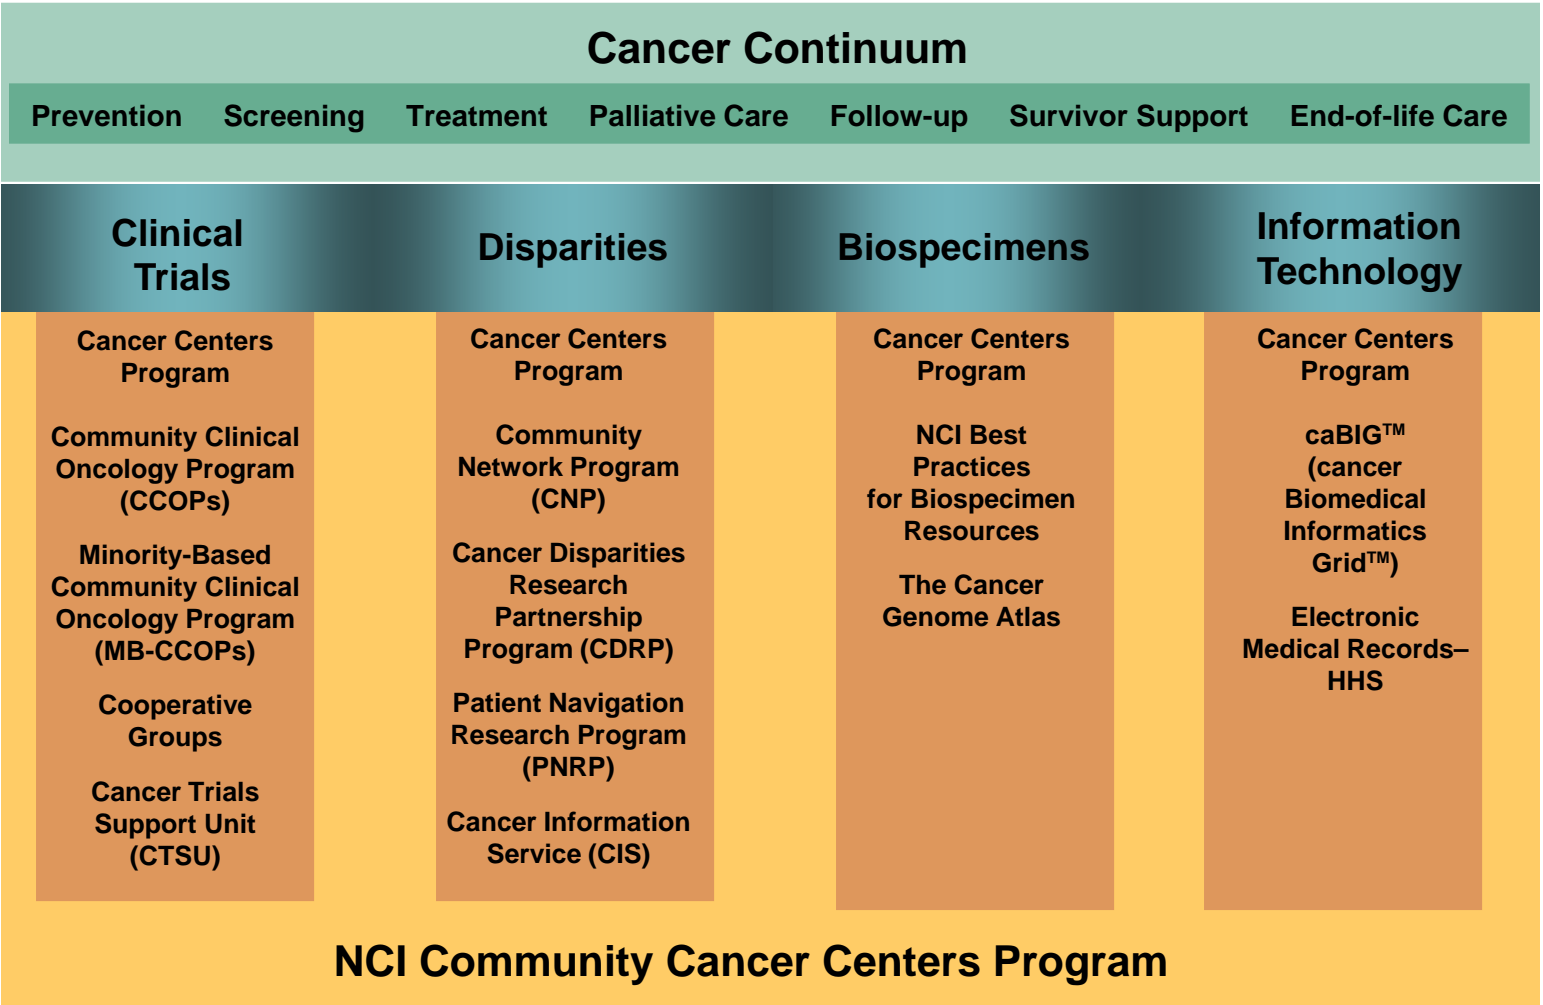 Cancer Continuum
Prevention Screening Treatment Palliative Care Follow-up Survivor Support End-of-life Care
Clinical
Trials
Disparities
Biospecimens
Information
Technology
Cancer Centers
Program
Community Clinical
Oncology Program
(CCOPs)
Minority-Based
Community Clinical
Oncology Program
(MB-CCOPs)
Cooperative
Groups
Cancer Trials
Support Unit
(CTSU)
Cancer Centers
Program
Community
Network Program
(CNP)
Cancer Disparities
Research
Partnership
Program (CDRP)
Patient Navigation
Research Program
(PNRP)
Cancer Information
Service (CIS)
Cancer Centers
Program
NCI Best
Practices
for Biospecimen
Resources
The Cancer
Genome Atlas
Cancer Centers
Program
caBIG™
(cancer
Biomedical
Informatics
Grid™)
Electronic
Medical Records–
HHS
NCI Community Cancer Centers Program